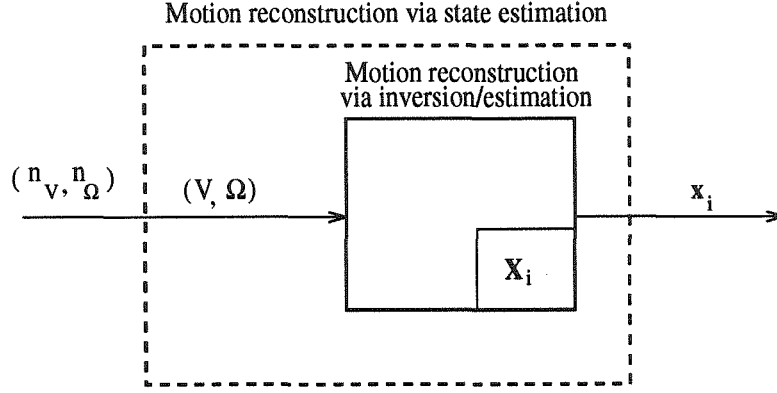 Motion reconstruction via state estimation
Motion reconstruction
via inversion/estimation
(n_V, n_Ω)
(V, Ω)
x_i
X_i